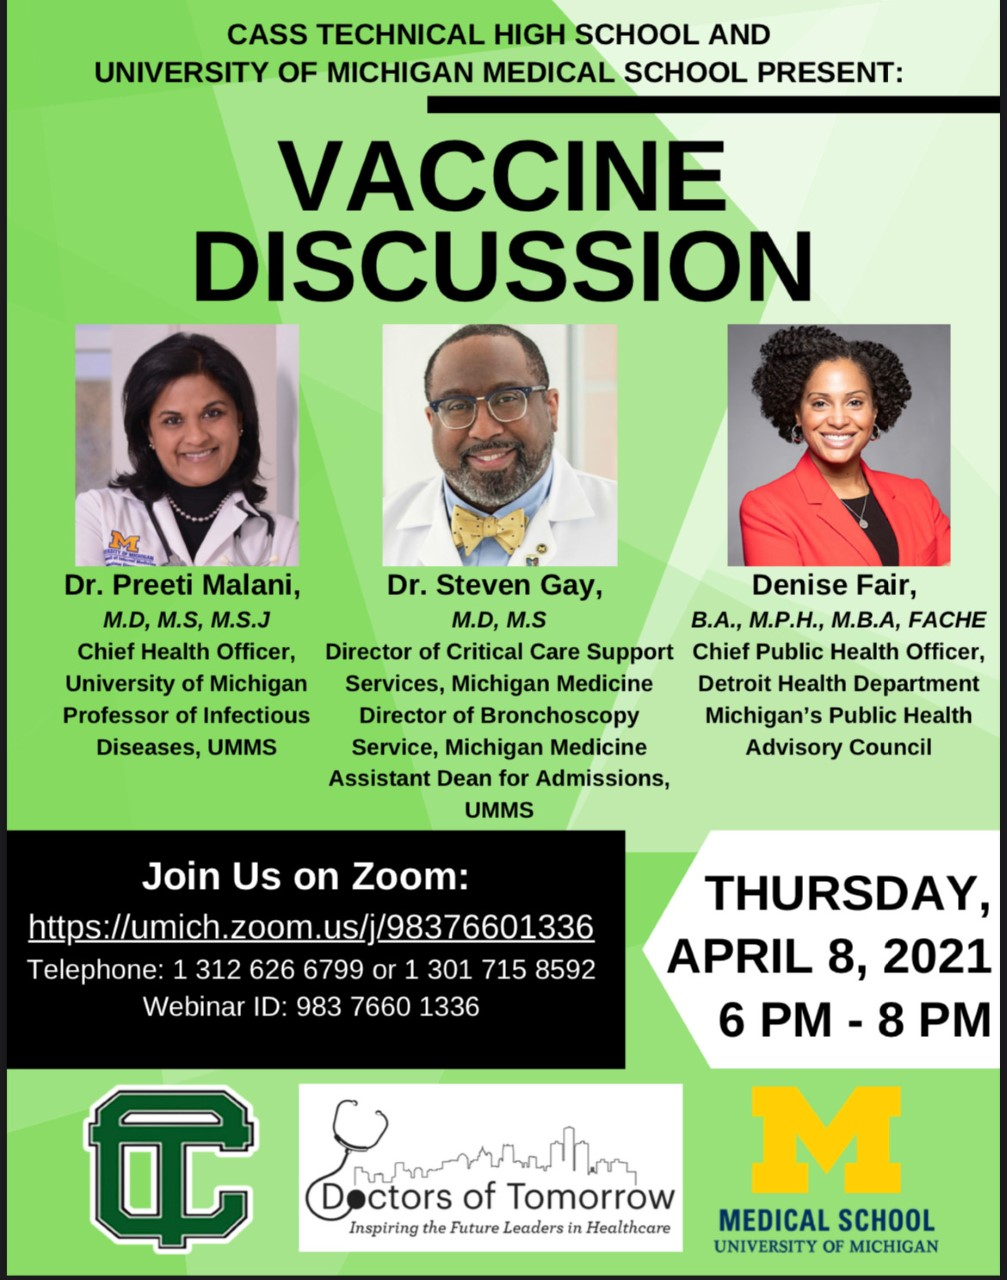 CASS TECHNICAL HIGH SCHOOL AND
UNIVERSITY OF MICHIGAN MEDICAL SCHOOL PRESENT:
VACCINE
DISCUSSION
Dr. Preeti Malani,
M.D, M.S, M.S.J
Chief Health Officer,
University of Michigan
Professor of Infectious
Diseases, UMMS
Dr. Steven Gay,
M.D, M.S
Director of Critical Care Support
Services, Michigan Medicine
Director of Bronchoscopy
Service, Michigan Medicine
Assistant Dean for Admissions,
UMMS
Denise Fair,
B.A., M.P.H., M.B.A, FACHE
Chief Public Health Officer,
Detroit Health Department
Michigan’s Public Health
Advisory Council
Join Us on Zoom:
https://umich.zoom.us/j/98376601336
Telephone: 1 312 626 6799 or 1 301 715 8592
Webinar ID: 983 7660 1336
THURSDAY,
APRIL 8, 2021
6 PM - 8 PM
CT
Doctors of Tomorrow
Inspiring the Future Leaders in Healthcare
M
MEDICAL SCHOOL
UNIVERSITY OF MICHIGAN